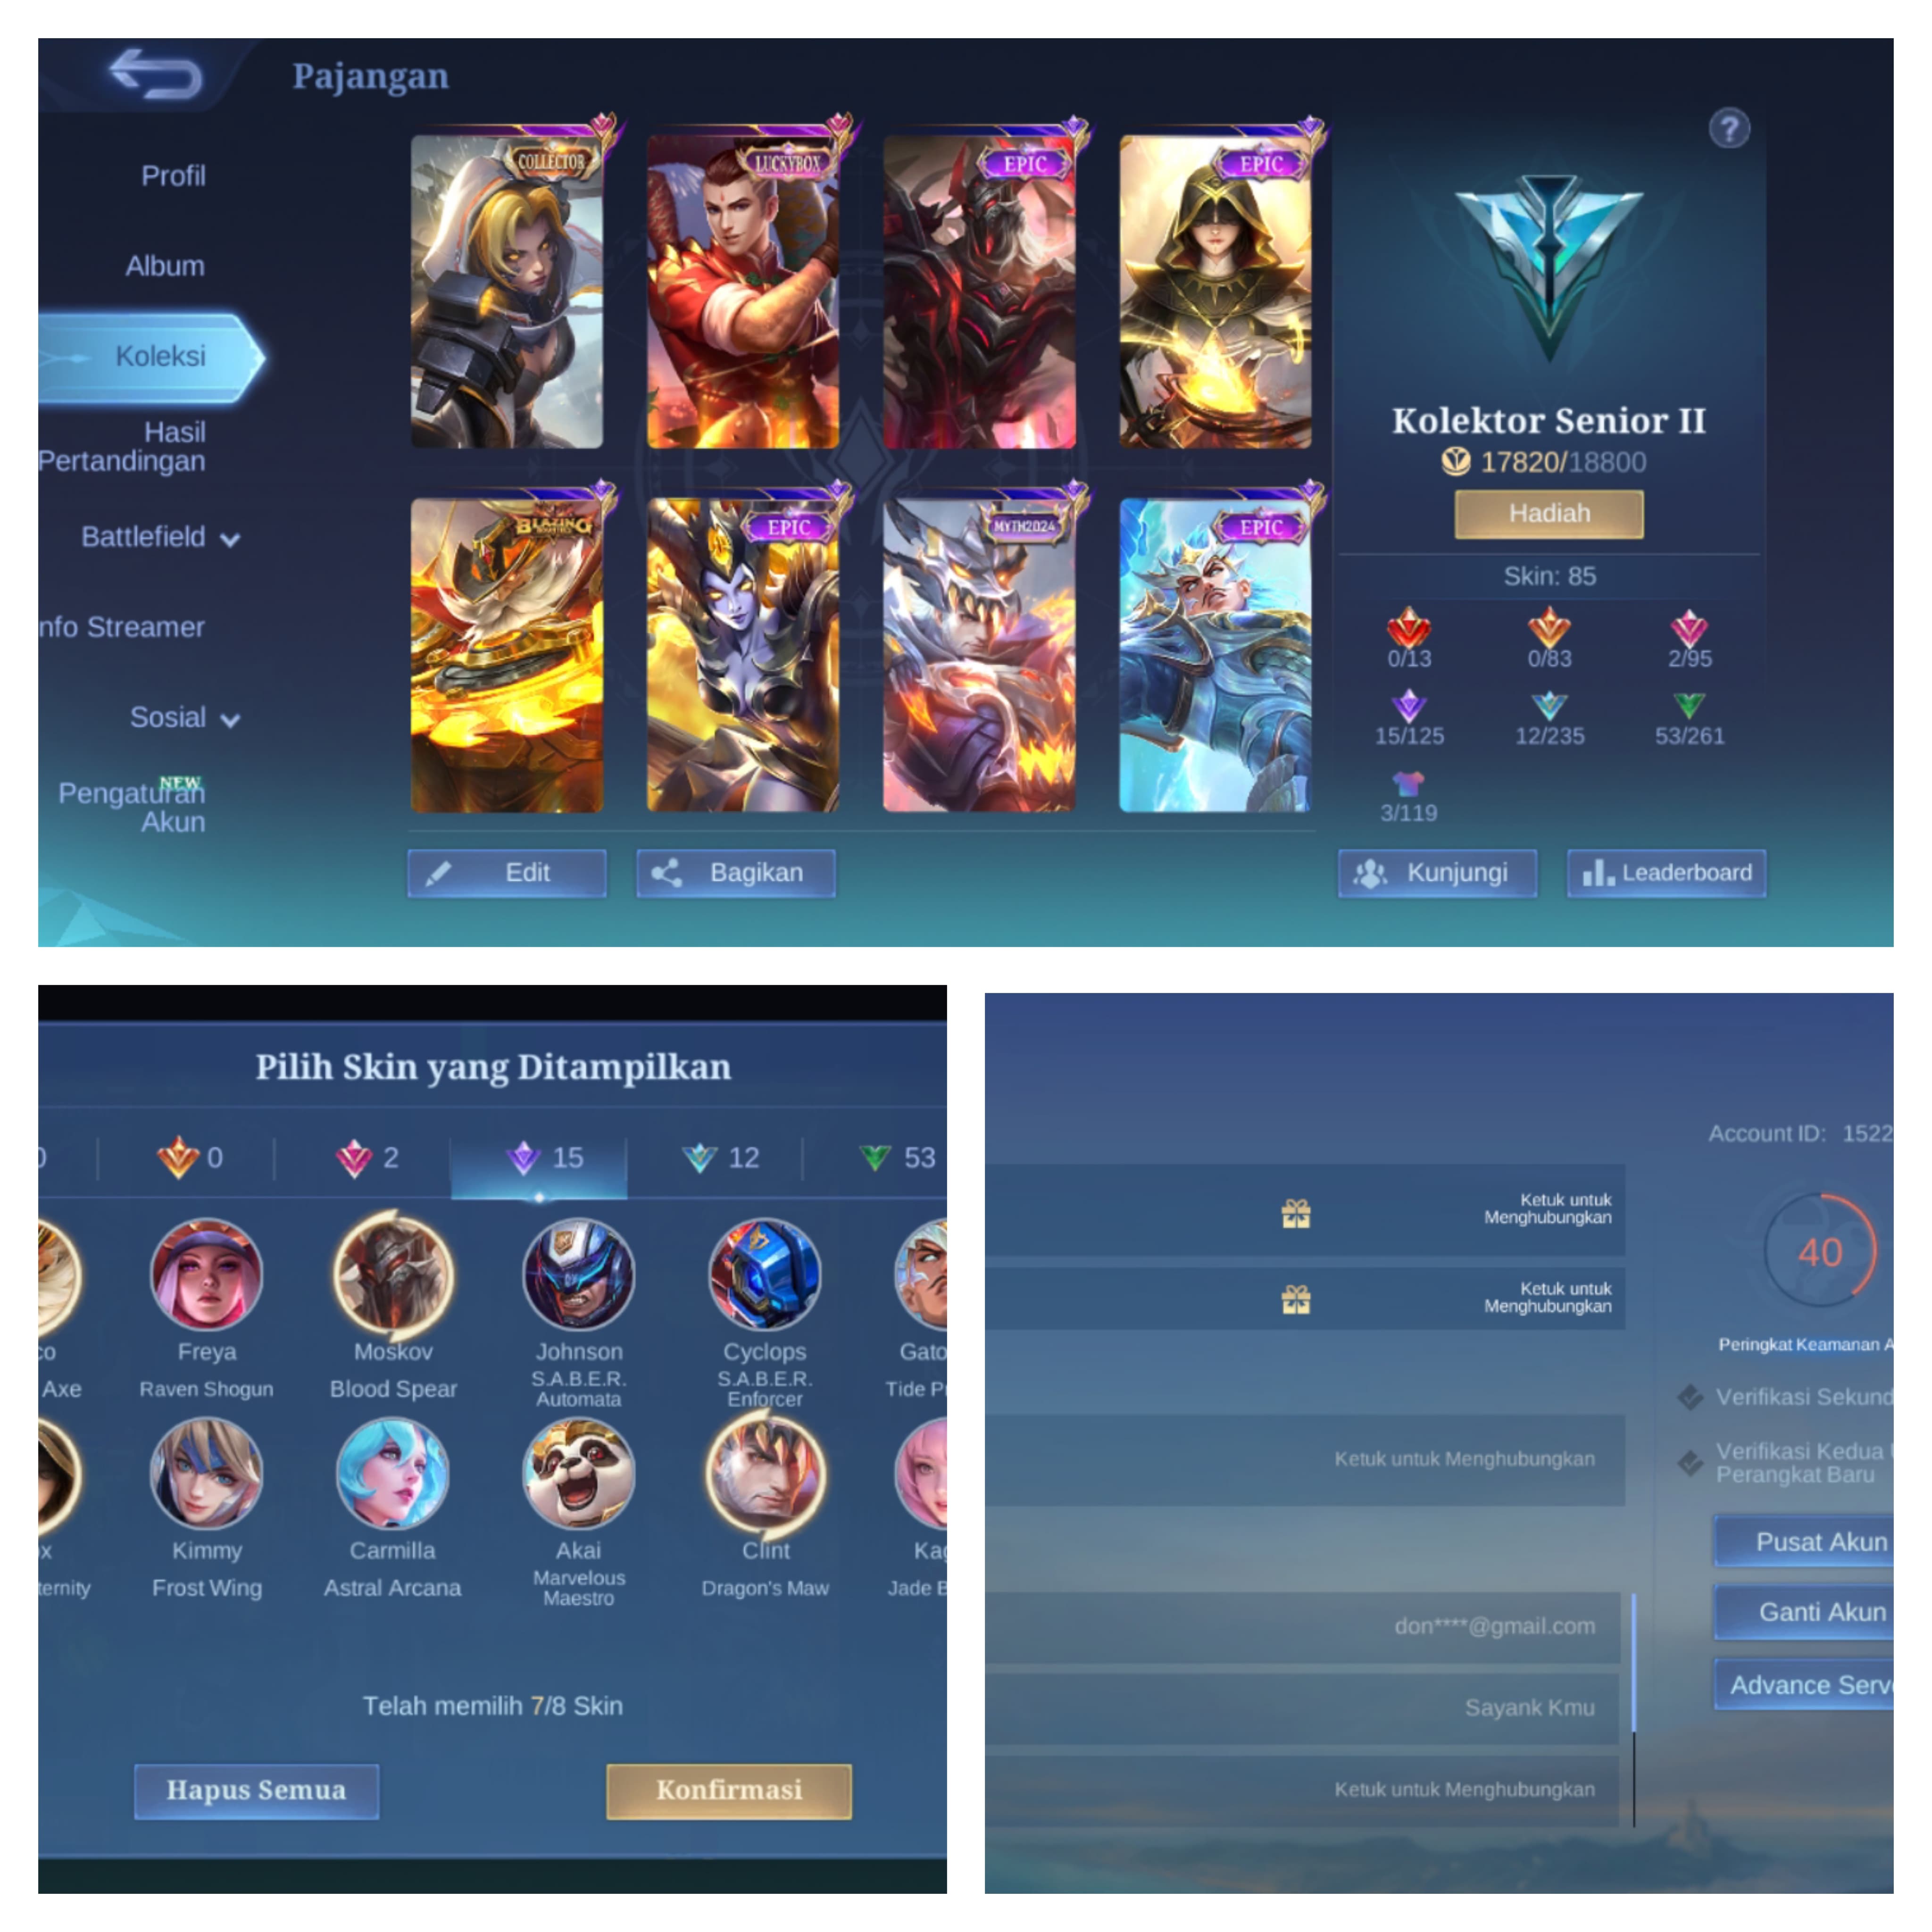 Pajangan
Profil
Album
Koleksi
Hasil
Pertandingan
Battlefield
nfo Streamer
Sosial
NEW
Pengaturan
Akun
COLLECTOR
LUCKYBOX
EPIC
EPIC
BLAZING
EPIC
MYTH2024
EPIC
Edit
Bagikan
?
Kolektor Senior II
17820/18800
Hadiah
Skin: 85
0/13
0/83
2/95
15/125
12/235
53/261
3/119
Kunjungi
Leaderboard
Pilih Skin yang Ditampilkan
0
0
2
15
12
53
co
Freya
Moskov
Johnson
Cyclops
Gato
Axe
Raven Shogun
Blood Spear
S.A.B.E.R.
Automata
S.A.B.E.R.
Enforcer
Tide P
x
Kimmy
Carmilla
Akai
Clint
Kag
ternity
Frost Wing
Astral Arcana
Marvelous
Maestro
Dragon's Maw
Jade B
Telah memilih 7/8 Skin
Hapus Semua
Konfirmasi
Account ID: 1522
Ketuk untuk
Menghubungkan
Ketuk untuk
Menghubungkan
40
Peringkat Keamanan A
Verifikasi Sekund
Verifikasi Kedua
Perangkat Baru
Ketuk untuk Menghubungkan
Pusat Akun
Ganti Akun
Advance Serv
don****@gmail.com
Sayank Kmu
Ketuk untuk Menghubungkan